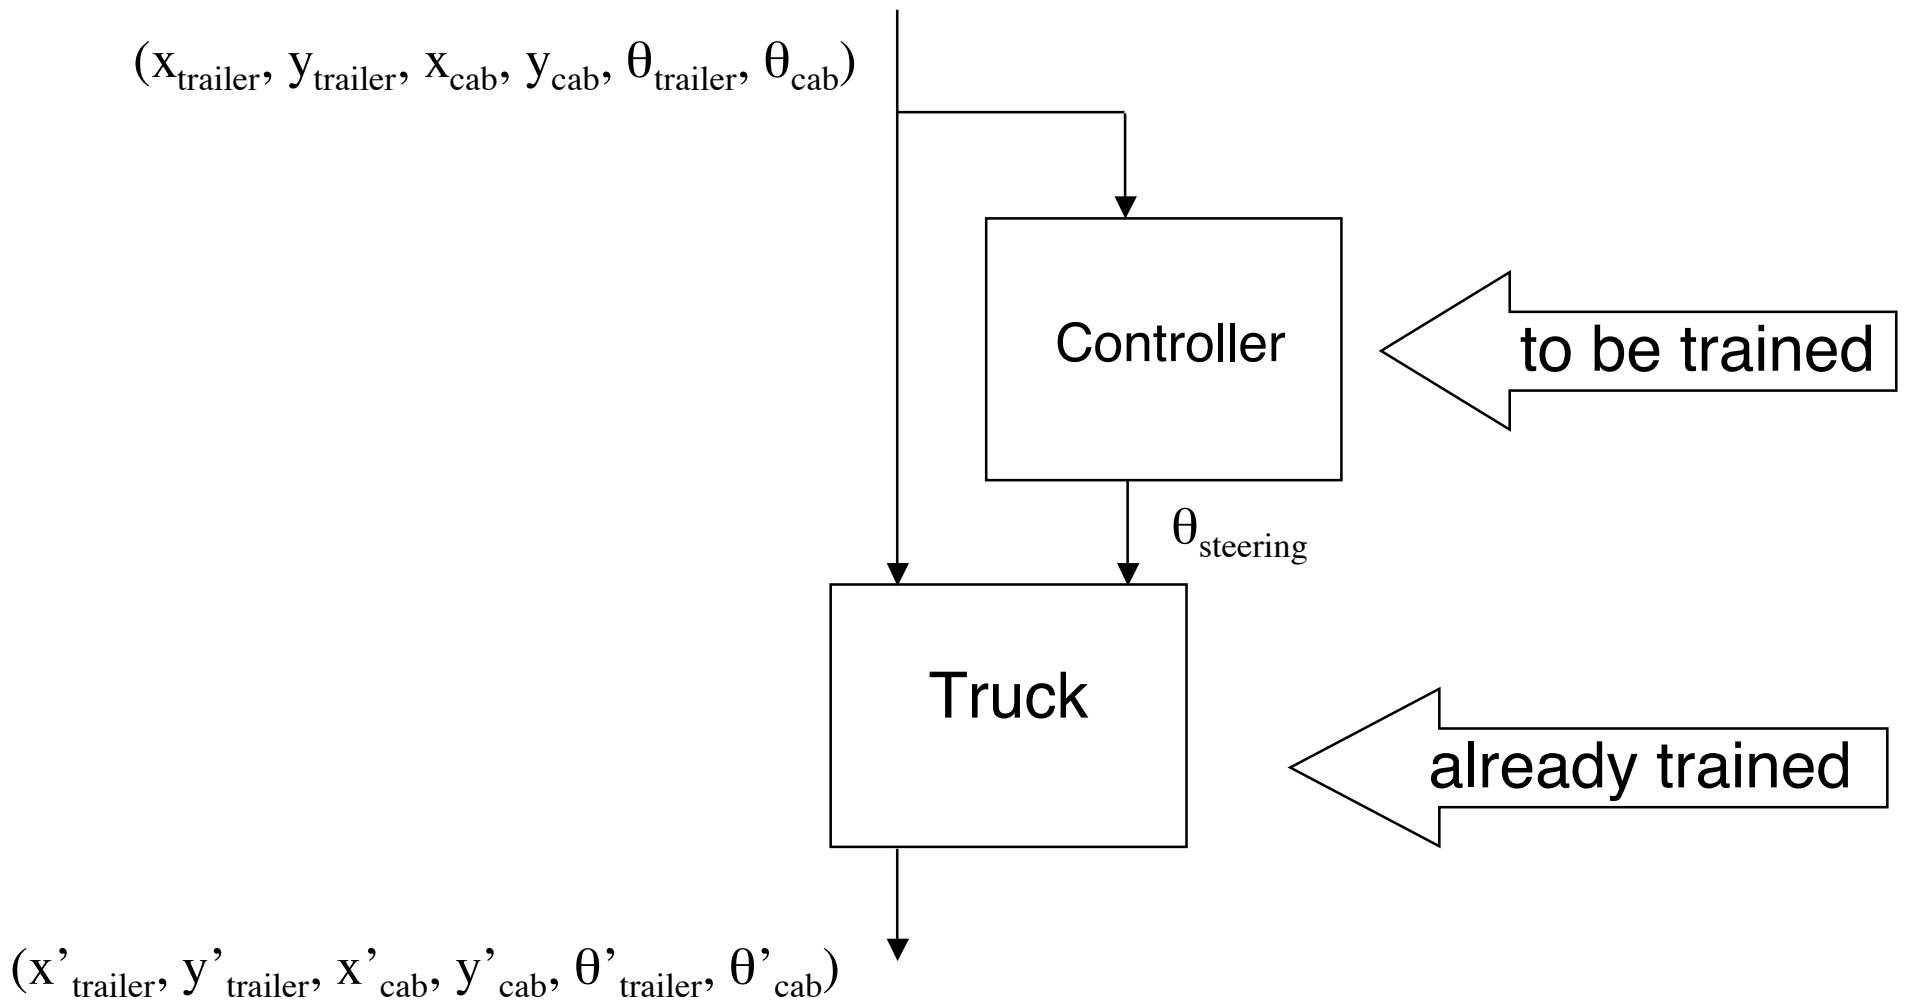 (x_trailer, y_trailer, x_cab, y_cab, θ_trailer, θ_cab)
Controller
to be trained
θ_steering
Truck
already trained
(x’_trailer, y’_trailer, x’_cab, y’_cab, θ’_trailer, θ’_cab)